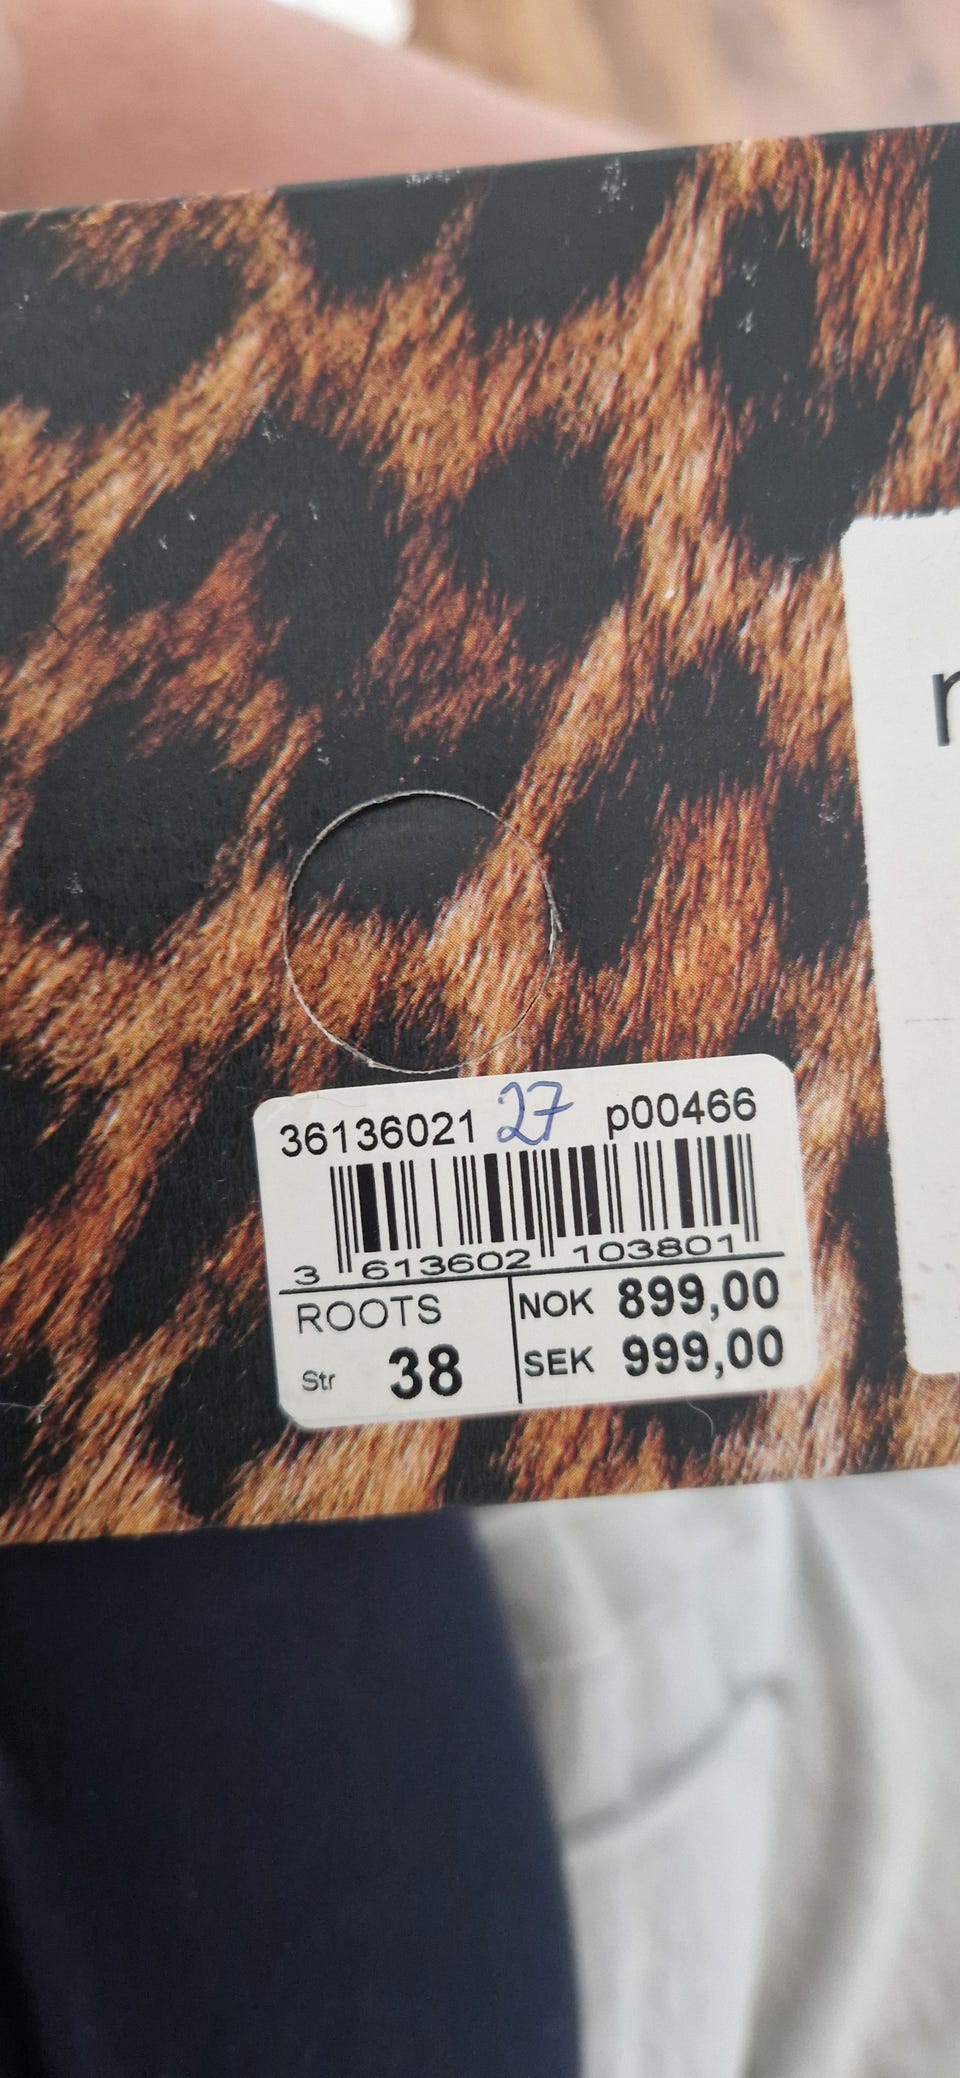 36136021 27 p00466
3 613602 103801
ROOTS
Str 38
NOK 899,00
SEK 999,00